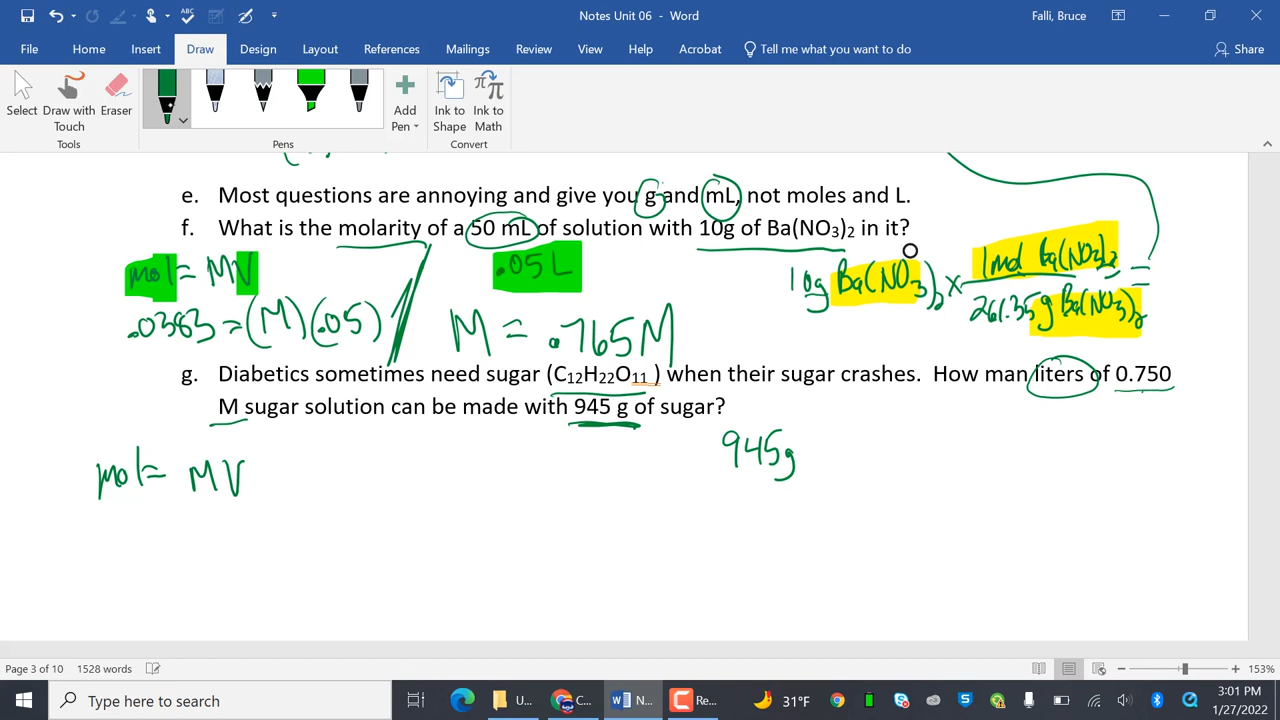 Notes Unit 06 - Word
Falli, Bruce
File Home Insert Draw Design Layout References Mailings Review View Help Acrobat Tell me what you want to do Share
Select Draw with Touch Eraser Add Pen Ink to Shape Ink to Math
Tools Pens Convert
e. Most questions are annoying and give you g and mL, not moles and L.
f. What is the molarity of a 50 mL of solution with 10g of Ba(NO3)2 in it?
mol = MV
.05L
10g Ba(NO3)2 x 1mol Ba(NO3)2 =
261.35g Ba(NO3)2
.0383 = (M)(.05)
M = .765M
g. Diabetics sometimes need sugar (C12H22O11 ) when their sugar crashes. How man liters of 0.750
M sugar solution can be made with 945 g of sugar?
945g
mol = MV
Page 3 of 10 1528 words 153%
Type here to search U... C... N... Re... 31°F 3:01 PM
1/27/2022